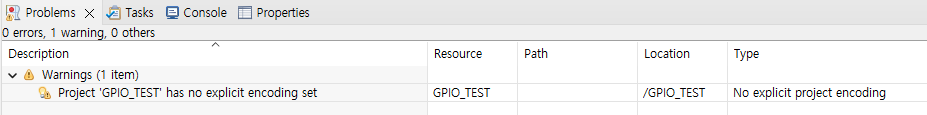 Problems Tasks Console Properties
0 errors, 1 warning, 0 others
Description Resource Path Location Type
Warnings (1 item)
Project 'GPIO_TEST' has no explicit encoding set GPIO_TEST /GPIO_TEST No explicit project encoding